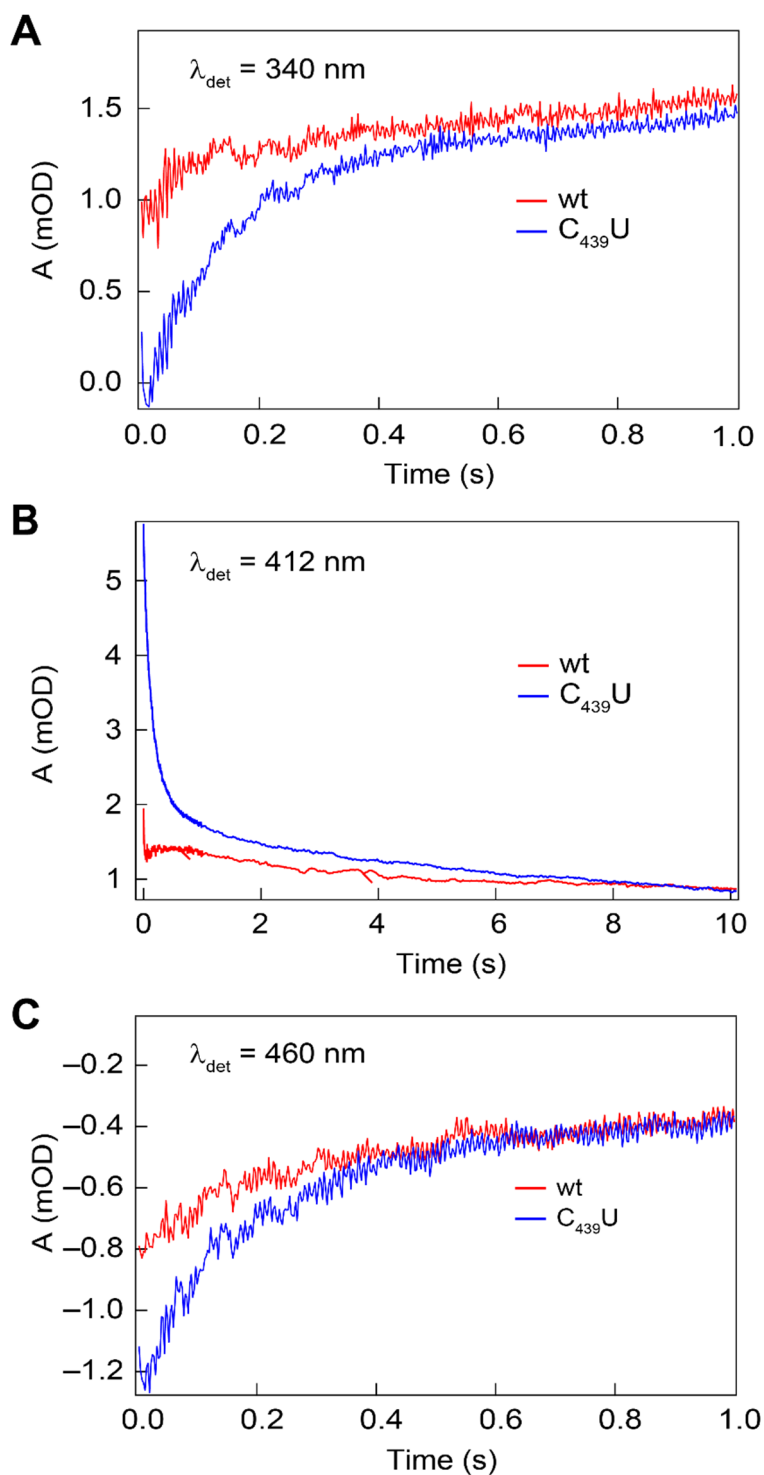 A
λdet = 340 nm
A (mOD)
1.5
1.0
0.5
0.0
wt
C439U
0.0 0.2 0.4 0.6 0.8 1.0
Time (s)
B
λdet = 412 nm
A (mOD)
5
4
3
2
1
wt
C439U
0 2 4 6 8 10
Time (s)
C
λdet = 460 nm
A (mOD)
–0.2
–0.4
–0.6
–0.8
–1.0
–1.2
wt
C439U
0.0 0.2 0.4 0.6 0.8 1.0
Time (s)